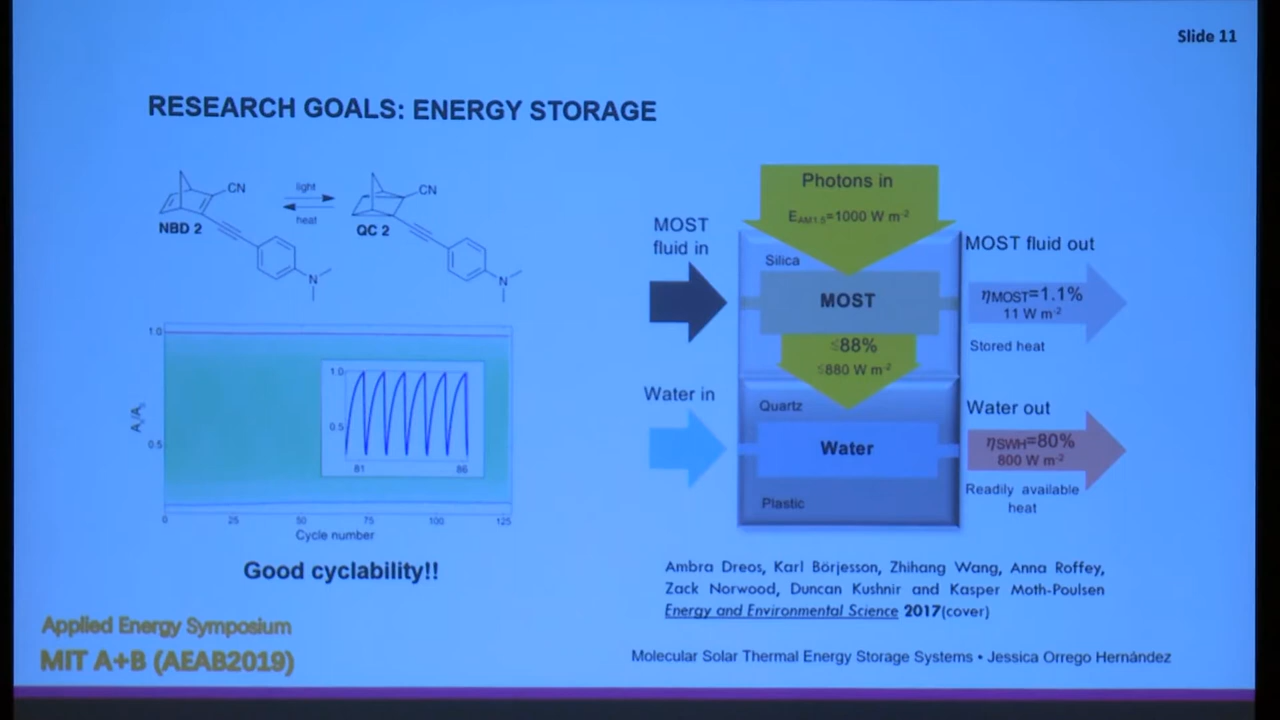 Slide 11
RESEARCH GOALS: ENERGY STORAGE
CN
light
heat
CN
NBD 2
QC 2
N
N
1.0
0.5
1.0
0.5
81
86
0
25
50
75
100
125
Cycle number
Good cyclability!!
Photons in
E_AM1.5=1000 W m-2
MOST
fluid in
Silica
MOST
MOST fluid out
ηMOST=1.1%
11 W m-2
Stored heat
≤88%
≤880 W m-2
Water in
Quartz
Water
Plastic
Water out
ηSWH=80%
800 W m-2
Readily available
heat
Ambra Dreos, Karl Börjesson, Zhihang Wang, Anna Roffey,
Zack Norwood, Duncan Kushnir and Kasper Moth-Poulsen
Energy and Environmental Science 2017(cover)
Applied Energy Symposium
MIT A+B (AEAB2019)
Molecular Solar Thermal Energy Storage Systems • Jessica Orrego Hernández